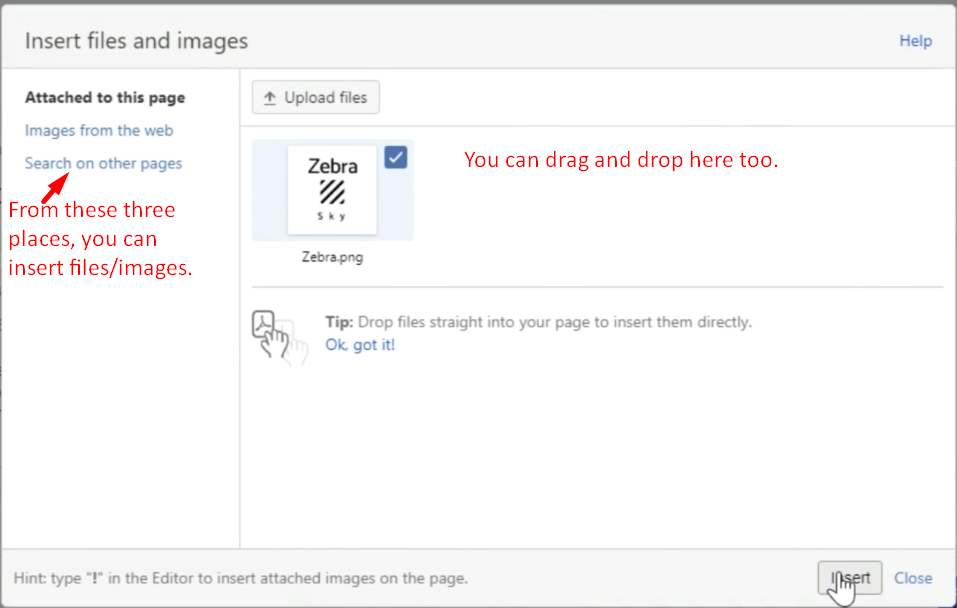 Insert files and images
Help
Attached to this page
Images from the web
Search on other pages
From these three
places, you can
insert files/images.
Upload files
Zebra
Sky
Zebra.png
You can drag and drop here too.
Tip: Drop files straight into your page to insert them directly.
Ok, got it!
Hint: type "!" in the Editor to insert attached images on the page.
Insert
Close